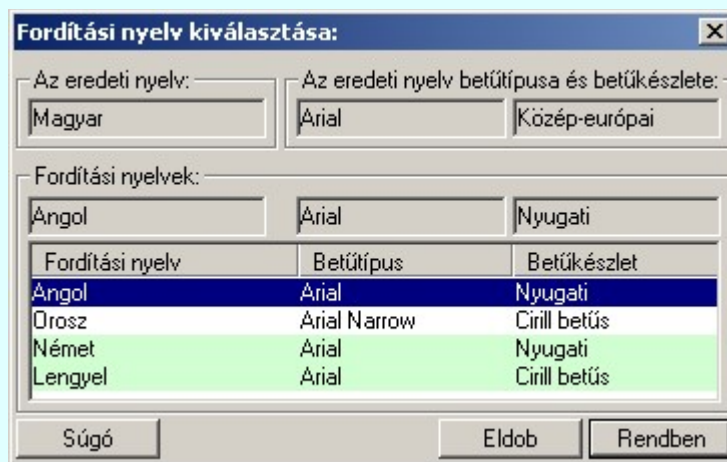 Fordítási nyelv kiválasztása:
Az eredeti nyelv: Az eredeti nyelv betűtípusa és betűkészlete:
Magyar Arial Közép-európai
Fordítási nyelvek:
Angol Arial Nyugati
Fordítási nyelv Betűtípus Betűkészlet
Angol Arial Nyugati
Orosz Arial Narrow Cirill betűs
Német Arial Nyugati
Lengyel Arial Cirill betűs
Súgó Eldob Rendben